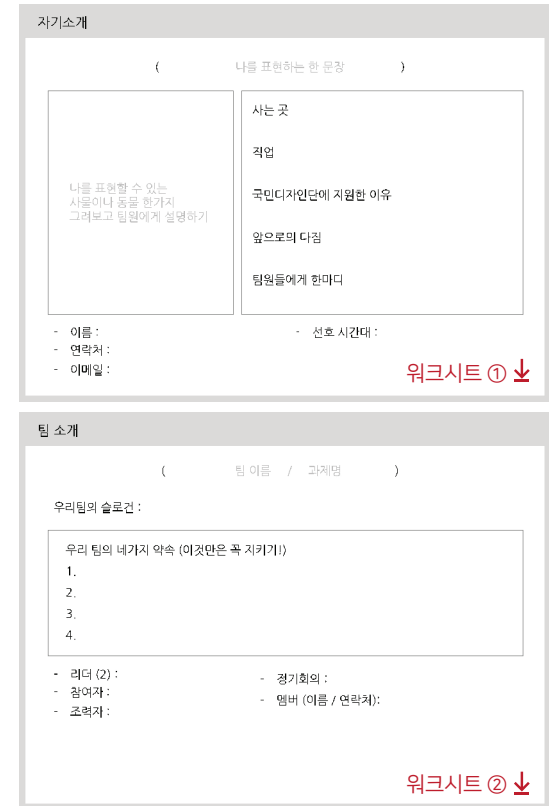 자기소개
( 나를 표현하는 한 문장 )
나를 표현할 수 있는
사물이나 동물 한가지
그려보고 팀원에게 설명하기
사는 곳
직업
국민디자인단에 지원한 이유
앞으로의 다짐
팀원들에게 한마디
- 이름 :
- 연락처 :
- 이메일 :
- 선호 시간대 :
워크시트 ①
팀 소개
( 팀 이름 / 과제명 )
우리팀의 슬로건 :
우리 팀의 네가지 약속 (이것만은 꼭 지키기!)
1.
2.
3.
4.
- 리더 (2) :
- 참여자 :
- 조력자 :
- 정기회의 :
- 멤버 (이름 / 연락처):
워크시트 ②